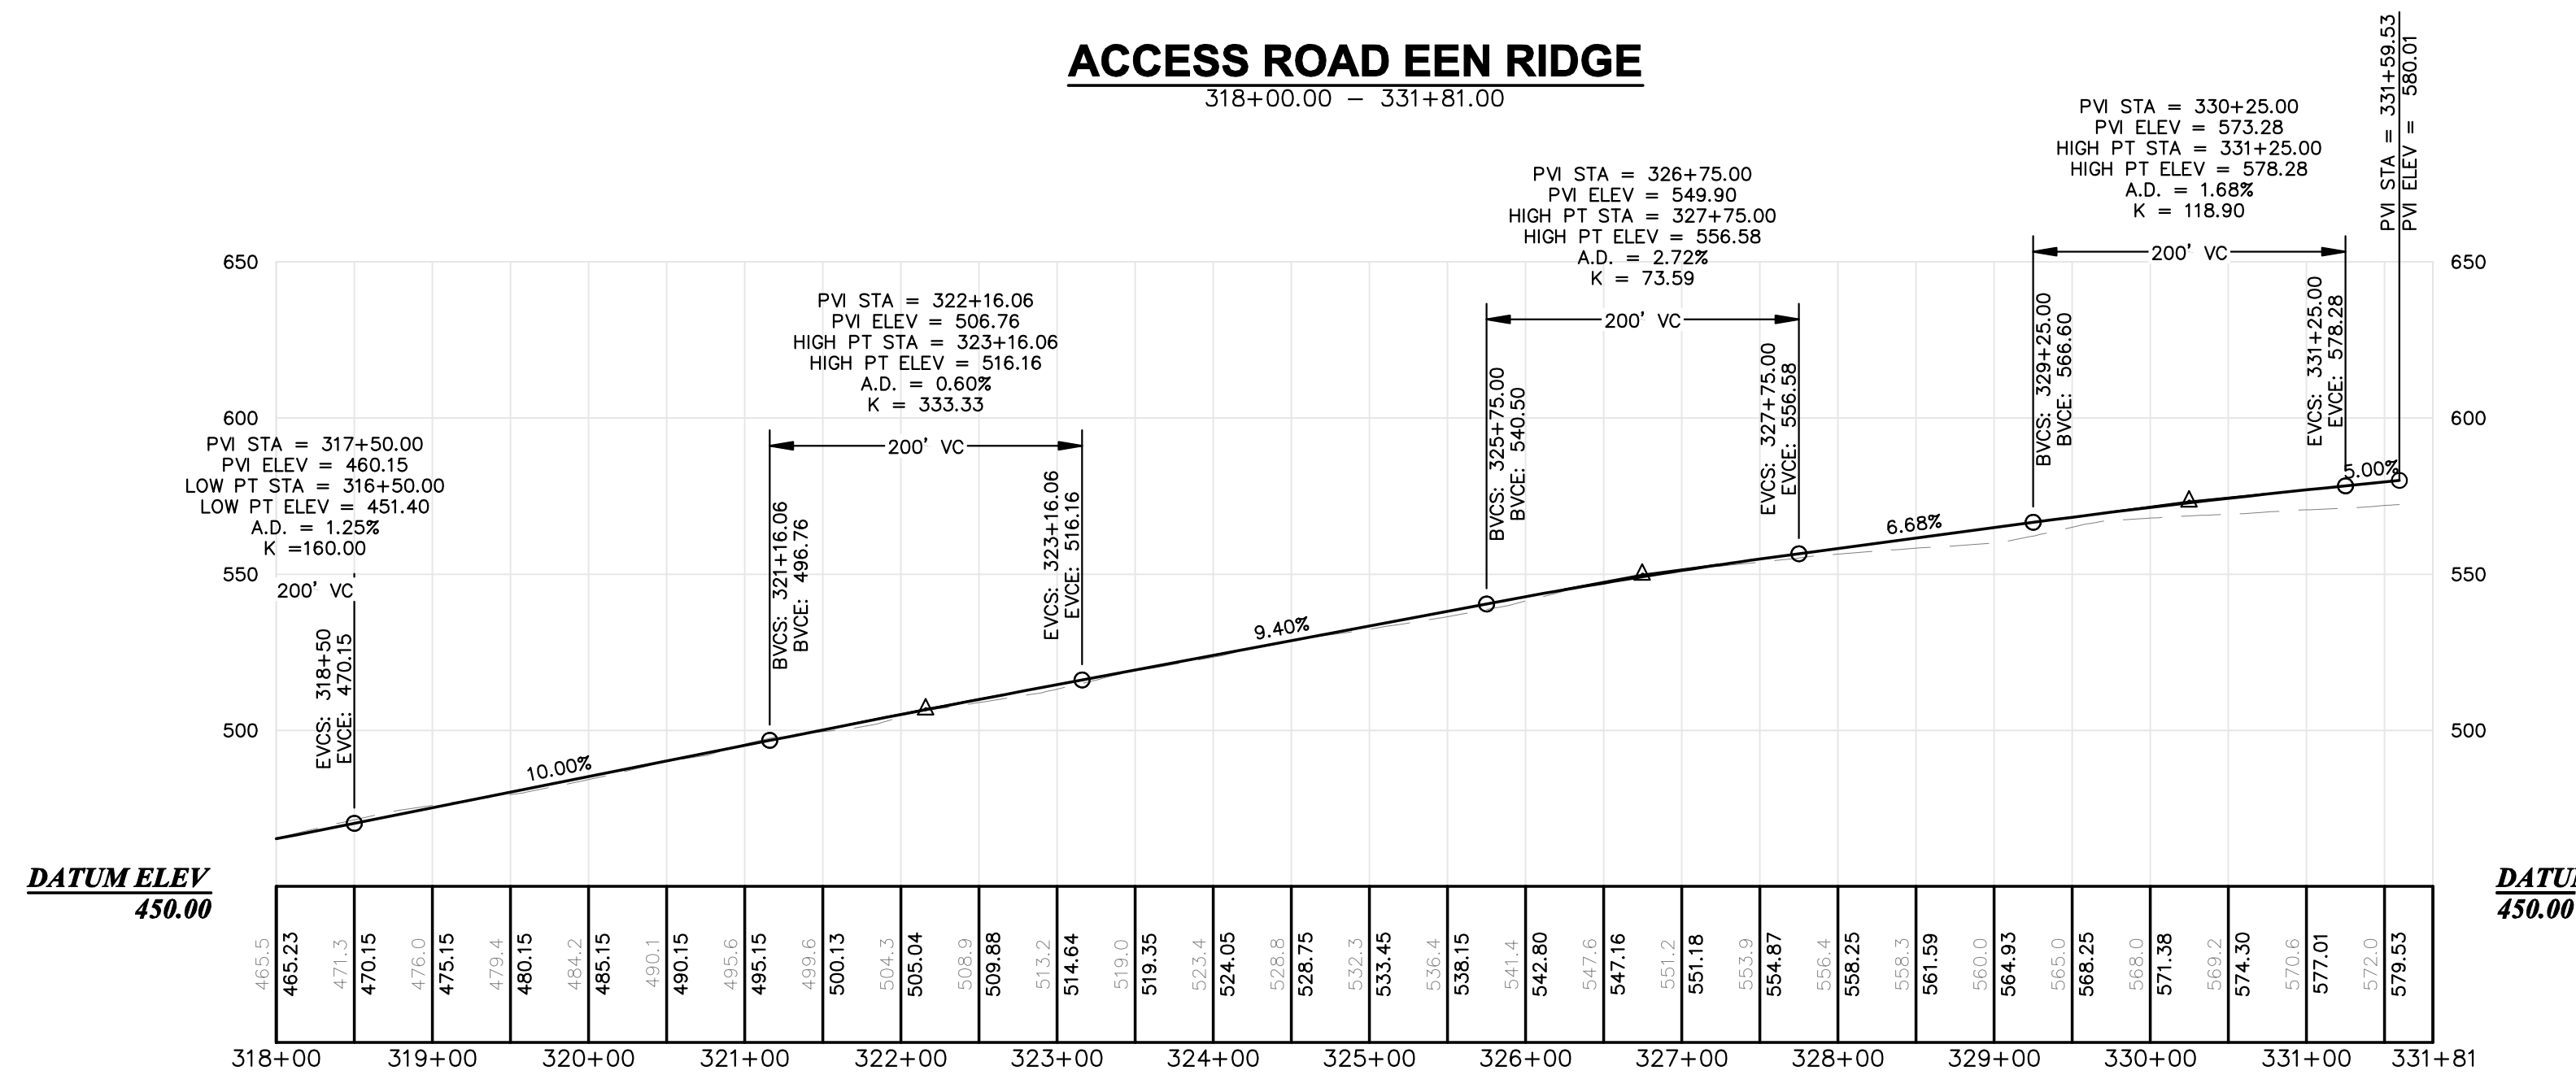 ACCESS ROAD EEN RIDGE
318+00.00 – 331+81.00
PVI STA = 317+50.00
PVI ELEV = 460.15
LOW PT STA = 316+50.00
LOW PT ELEV = 451.40
A.D. = 1.25%
K =160.00
200' VC
EVCS: 318+50
EVCE: 470.15
PVI STA = 322+16.06
PVI ELEV = 506.76
HIGH PT STA = 323+16.06
HIGH PT ELEV = 516.16
A.D. = 0.60%
K = 333.33
200' VC
BVCS: 321+16.06
BVCE: 496.76
EVCS: 323+16.06
EVCE: 516.16
PVI STA = 326+75.00
PVI ELEV = 549.90
HIGH PT STA = 327+75.00
HIGH PT ELEV = 556.58
A.D. = 2.72%
K = 73.59
200' VC
BVCS: 325+75.00
BVCE: 540.50
EVCS: 327+75.00
EVCE: 556.58
PVI STA = 330+25.00
PVI ELEV = 573.28
HIGH PT STA = 331+25.00
HIGH PT ELEV = 578.28
A.D. = 1.68%
K = 118.90
200' VC
BVCS: 329+25.00
BVCE: 566.60
EVCS: 331+25.00
EVCE: 578.28
PVI STA = 331+59.53
PVI ELEV = 580.01
650
600
550
500
650
600
550
500
10.00%
9.40%
6.68%
5.00%
DATUM ELEV
450.00
DATU
450.00
465.5
465.23
471.3
470.15
476.0
475.15
479.4
480.15
484.2
485.15
490.1
490.15
495.6
495.15
499.6
500.13
504.3
505.04
508.9
509.88
513.2
514.64
519.0
519.35
523.4
524.05
528.8
528.75
532.3
533.45
536.4
538.15
541.4
542.80
547.6
547.16
551.2
551.18
553.9
554.87
556.4
558.25
558.3
561.59
560.0
564.93
565.0
568.25
568.0
571.38
569.2
574.30
570.6
577.01
572.0
579.53
318+00 319+00 320+00 321+00 322+00 323+00 324+00 325+00 326+00 327+00 328+00 329+00 330+00 331+00 331+81